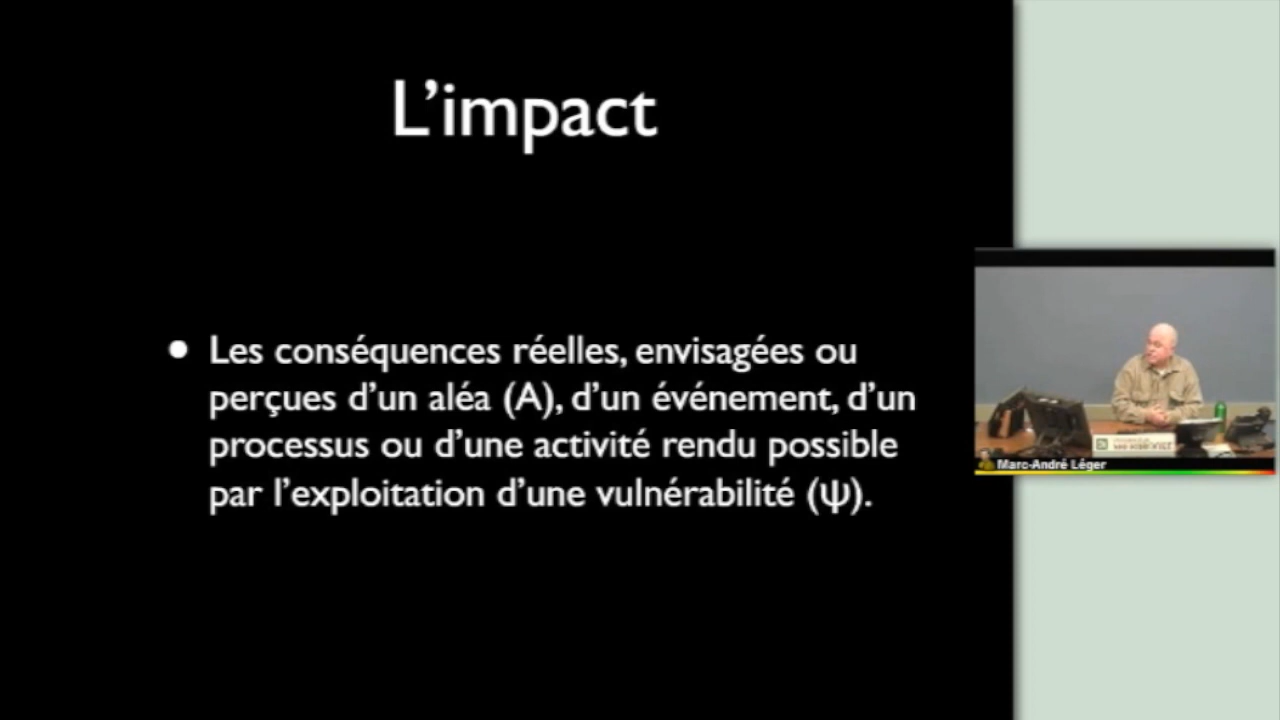 L’impact
• Les conséquences réelles, envisagées ou
perçues d’un aléa (A), d’un événement, d’un
processus ou d’une activité rendu possible
par l’exploitation d’une vulnérabilité (ψ).
Marc-André Léger